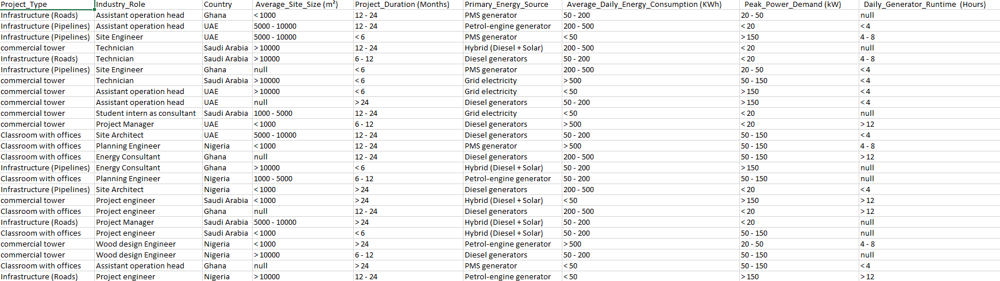 Project_Type Industry_Role Country Average_Site_Size (m²) Project_Duration (Months) Primary_Energy_Source Average_Daily_Energy_Consumption (KWh) Peak_Power_Demand (kW) Daily_Generator_Runtime (Hours)
Infrastructure (Roads) Assistant operation head Ghana < 1000 12 - 24 PMS generator 50 - 200 20 - 50 null
Infrastructure (Pipelines) Assistant operation head UAE 5000 - 10000 12 - 24 Petrol-engine generator 200 - 500 < 20 < 4
Infrastructure (Pipelines) Site Engineer UAE 5000 - 10000 < 6 PMS generator < 50 > 150 4 - 8
commercial tower Technician Saudi Arabia > 10000 12 - 24 Hybrid (Diesel + Solar) 200 - 500 < 20 null
Infrastructure (Roads) Technician Saudi Arabia > 10000 6 - 12 Diesel generators 50 - 200 < 20 4 - 8
Infrastructure (Pipelines) Site Engineer Ghana null < 6 PMS generator 200 - 500 20 - 50 < 4
commercial tower Technician Saudi Arabia > 10000 < 6 Grid electricity > 500 50 - 150 < 4
commercial tower Assistant operation head UAE > 10000 < 6 Grid electricity < 50 > 150 < 4
commercial tower Assistant operation head UAE null > 24 Diesel generators 50 - 200 > 150 < 4
commercial tower Student intern as consultant Saudi Arabia 1000 - 5000 12 - 24 Grid electricity < 50 < 20 null
commercial tower Project Manager UAE < 1000 6 - 12 Diesel generators > 500 < 20 > 12
Classroom with offices Site Architect UAE 5000 - 10000 12 - 24 Diesel generators 50 - 200 50 - 150 < 4
Classroom with offices Planning Engineer Nigeria < 1000 12 - 24 PMS generator > 500 50 - 150 4 - 8
Classroom with offices Energy Consultant Ghana null 12 - 24 Diesel generators 200 - 500 50 - 150 > 12
Infrastructure (Pipelines) Energy Consultant Ghana > 10000 < 6 Hybrid (Diesel + Solar) 50 - 200 > 150 null
Classroom with offices Planning Engineer Nigeria 1000 - 5000 6 - 12 Petrol-engine generator 50 - 200 50 - 150 null
Infrastructure (Pipelines) Site Architect Nigeria < 1000 > 24 Diesel generators 200 - 500 < 20 < 4
commercial tower Project engineer Saudi Arabia < 1000 > 24 Hybrid (Diesel + Solar) < 50 > 150 > 12
Classroom with offices Project engineer Ghana null 12 - 24 Diesel generators 200 - 500 < 20 > 12
Infrastructure (Roads) Project Manager Saudi Arabia 5000 - 10000 > 24 Hybrid (Diesel + Solar) 50 - 200 < 20 null
Classroom with offices Project engineer Saudi Arabia < 1000 < 6 Hybrid (Diesel + Solar) 50 - 200 50 - 150 null
commercial tower Wood design Engineer Nigeria < 1000 > 24 Petrol-engine generator > 500 20 - 50 4 - 8
commercial tower Wood design Engineer Nigeria > 10000 6 - 12 Diesel generators 50 - 200 50 - 150 null
Classroom with offices Assistant operation head Ghana null > 24 PMS generator < 50 50 - 150 < 4
Infrastructure (Roads) Project engineer Nigeria > 10000 12 - 24 Petrol-engine generator < 50 > 150 > 12